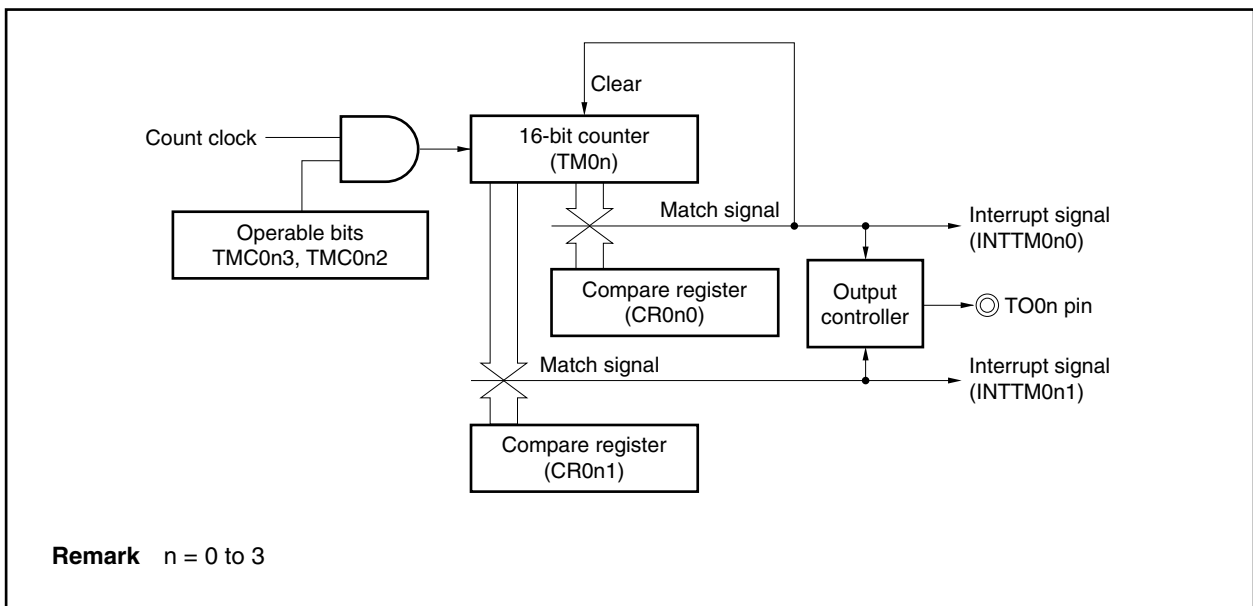 Clear
Count clock
16-bit counter
(TM0n)
Operable bits
TMC0n3, TMC0n2
Match signal
Interrupt signal
(INTTM0n0)
Compare register
(CR0n0)
Output
controller
TO0n pin
Match signal
Interrupt signal
(INTTM0n1)
Compare register
(CR0n1)
Remark n = 0 to 3